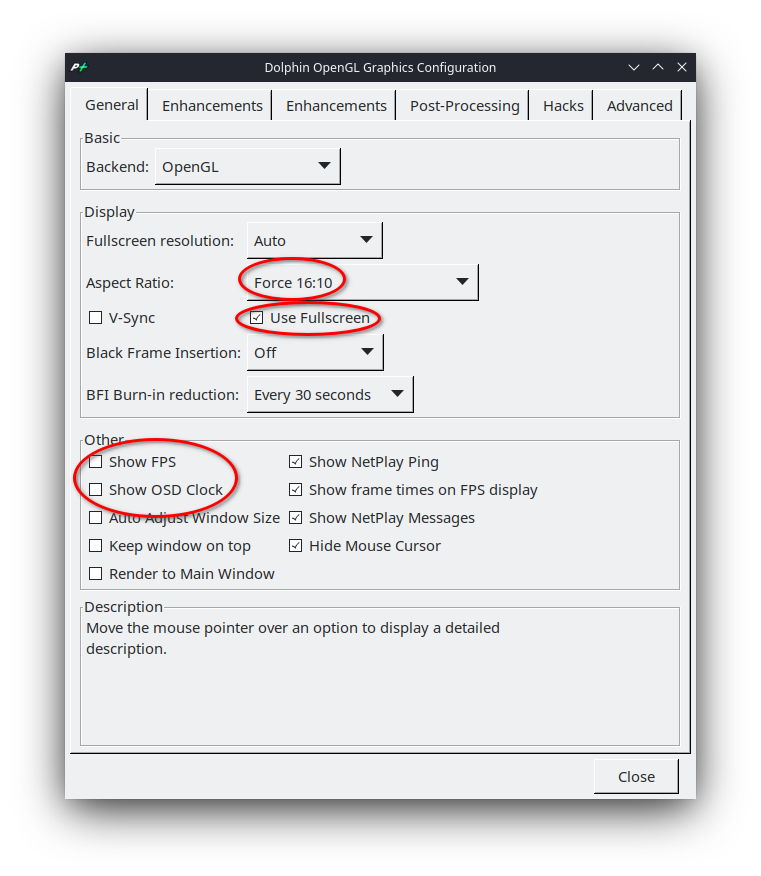 P+
Dolphin OpenGL Graphics Configuration
General Enhancements Enhancements Post-Processing Hacks Advanced
Basic
Backend: OpenGL
Display
Fullscreen resolution: Auto
Aspect Ratio: Force 16:10
V-Sync Use Fullscreen
Black Frame Insertion: Off
BFI Burn-in reduction: Every 30 seconds
Other
Show FPS Show NetPlay Ping
Show OSD Clock Show frame times on FPS display
Auto Adjust Window Size Show NetPlay Messages
Keep window on top Hide Mouse Cursor
Render to Main Window
Description
Move the mouse pointer over an option to display a detailed
description.
Close